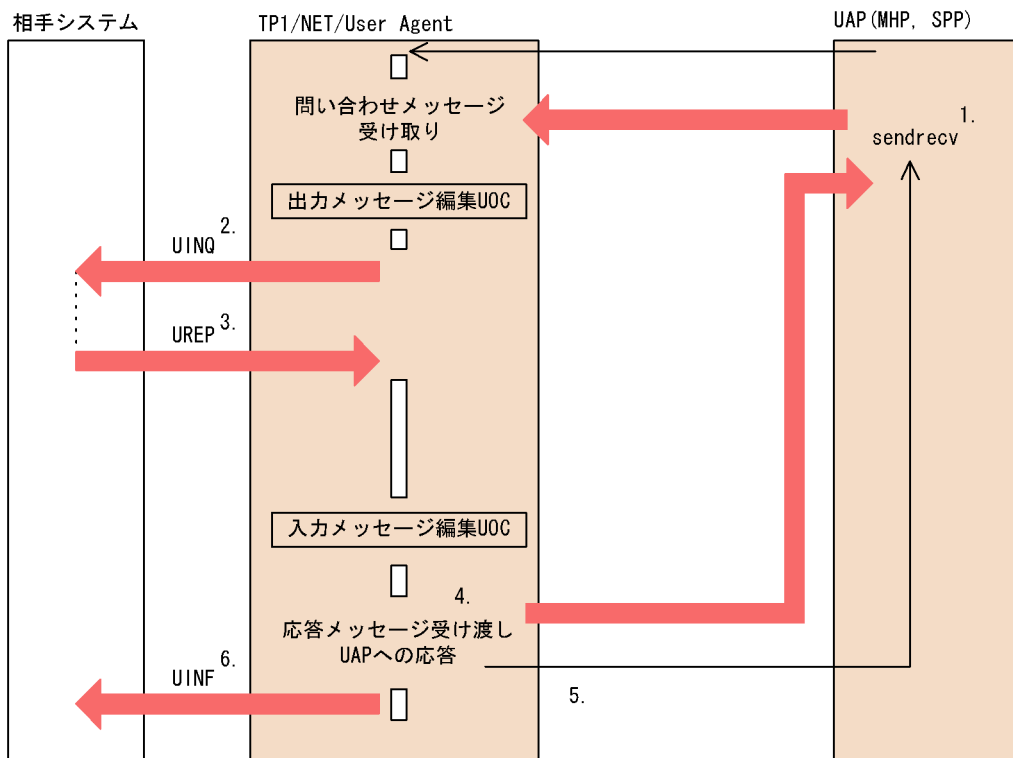 相手システム
TP1/NET/User Agent
UAP(MHP, SPP)
問い合わせメッセージ
受け取り
1.
sendrecv
出力メッセージ編集UOC
UINQ 2.
UREP 3.
入力メッセージ編集UOC
4.
応答メッセージ受け渡し
UAPへの応答
5.
UINF 6.